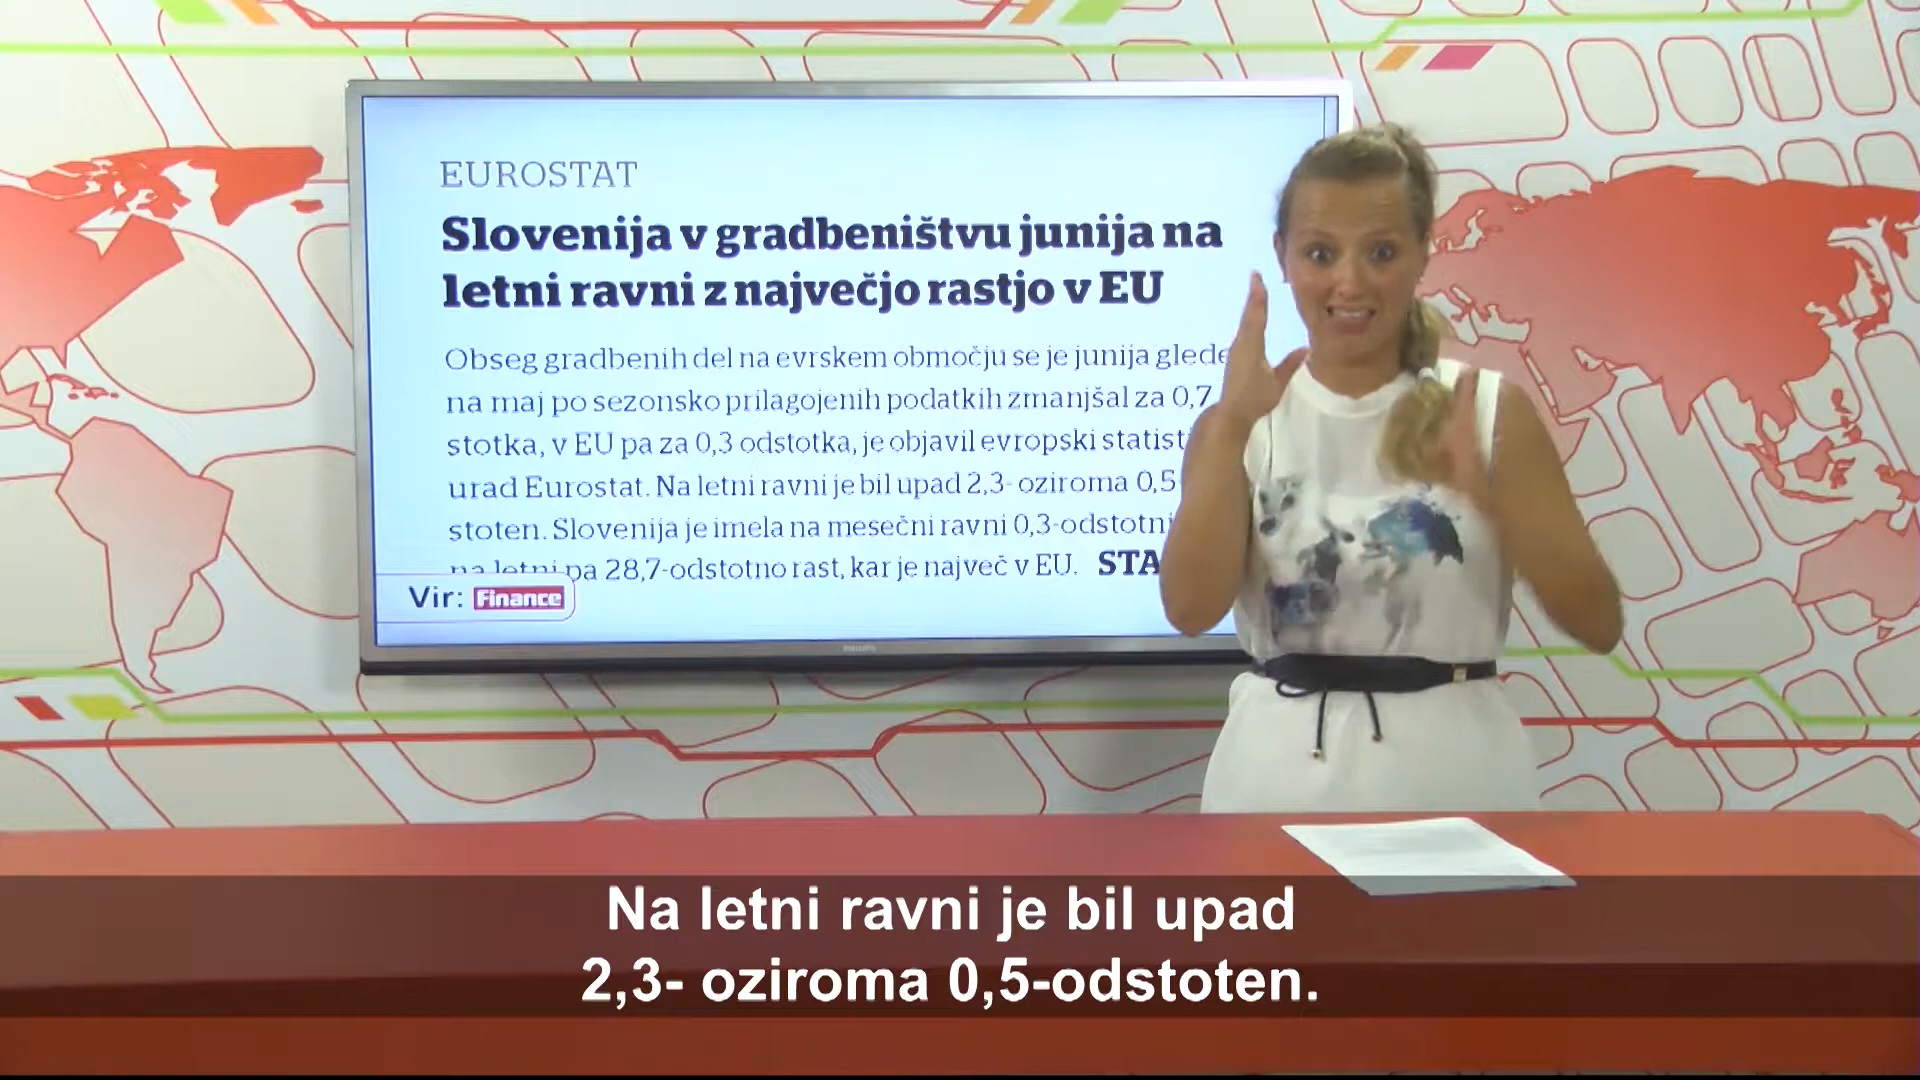 EUROSTAT
Slovenija v gradbeništvu junija na
letni ravni z največjo rastjo v EU
Obseg gradbenih del na evrskem območju se je junija glede
na maj po sezonsko prilagojenih podatkih zmanjšal za 0,7
stotka, v EU pa za 0,3 odstotka, je objavil evropski statisti
urad Eurostat. Na letni ravni je bil upad 2,3- oziroma 0,5
stoten. Slovenija je imela na mesečni ravni 0,3-odstotni
na letni pa 28,7-odstotno rast, kar je največ v EU. STA
Vir: Finance
PHILIPS
Na letni ravni je bil upad
2,3- oziroma 0,5-odstoten.